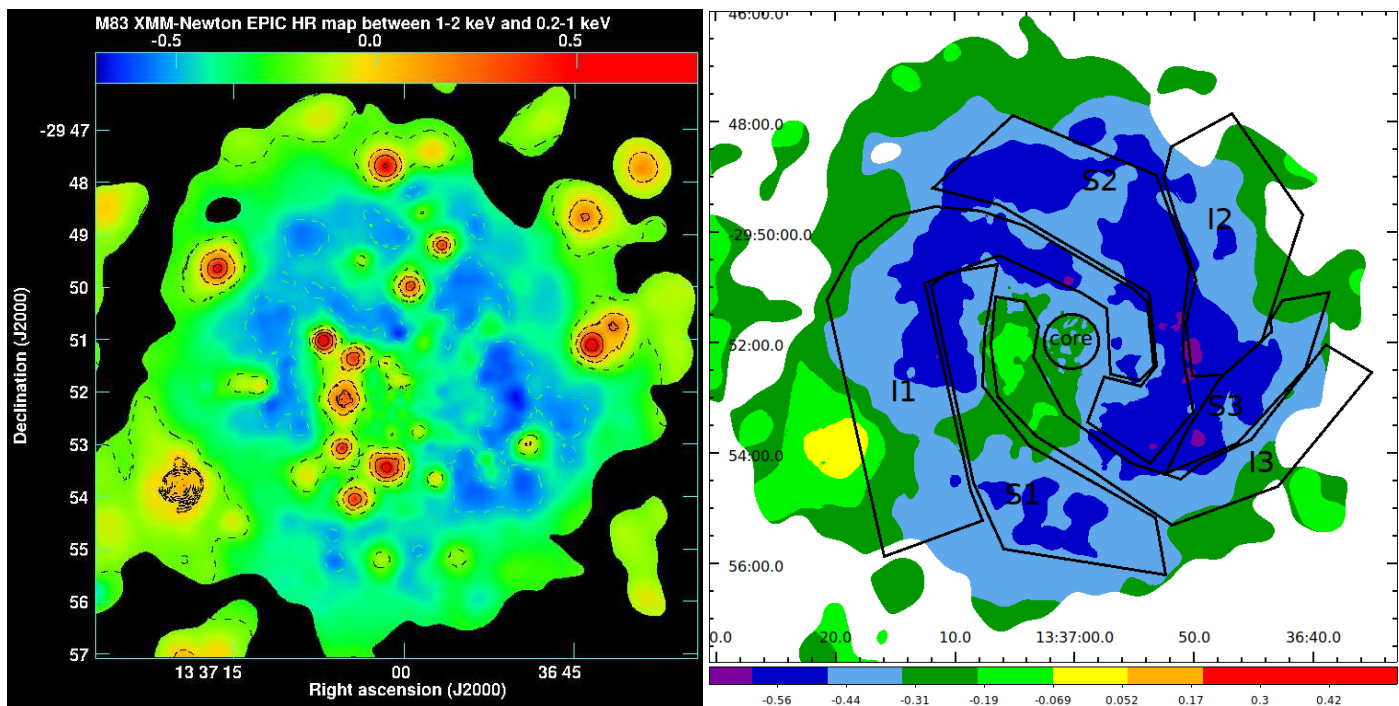 M83 XMM-Newton EPIC HR map between 1-2 keV and 0.2-1 keV
-0.5 0.0 0.5
-29 47
48
49
50
51
52
53
54
55
56
57
Declination (J2000)
13 37 15 00 36 45
Right ascension (J2000)
46:00.0
48:00.0
-29:50:00.0
52:00.0
54:00.0
56:00.0
S2
I2
core
I1
S3
I3
S1
0.0 20.0 10.0 13:37:00.0 50.0 36:40.0
-0.56 -0.44 -0.31 -0.19 -0.069 0.052 0.17 0.3 0.42